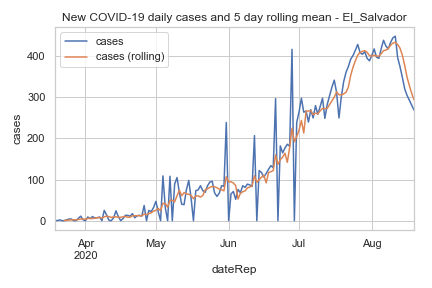 New COVID-19 daily cases and 5 day rolling mean - El_Salvador
cases
cases (rolling)
400
300
200
100
0
cases
Apr
2020
May
Jun
Jul
Aug
dateRep